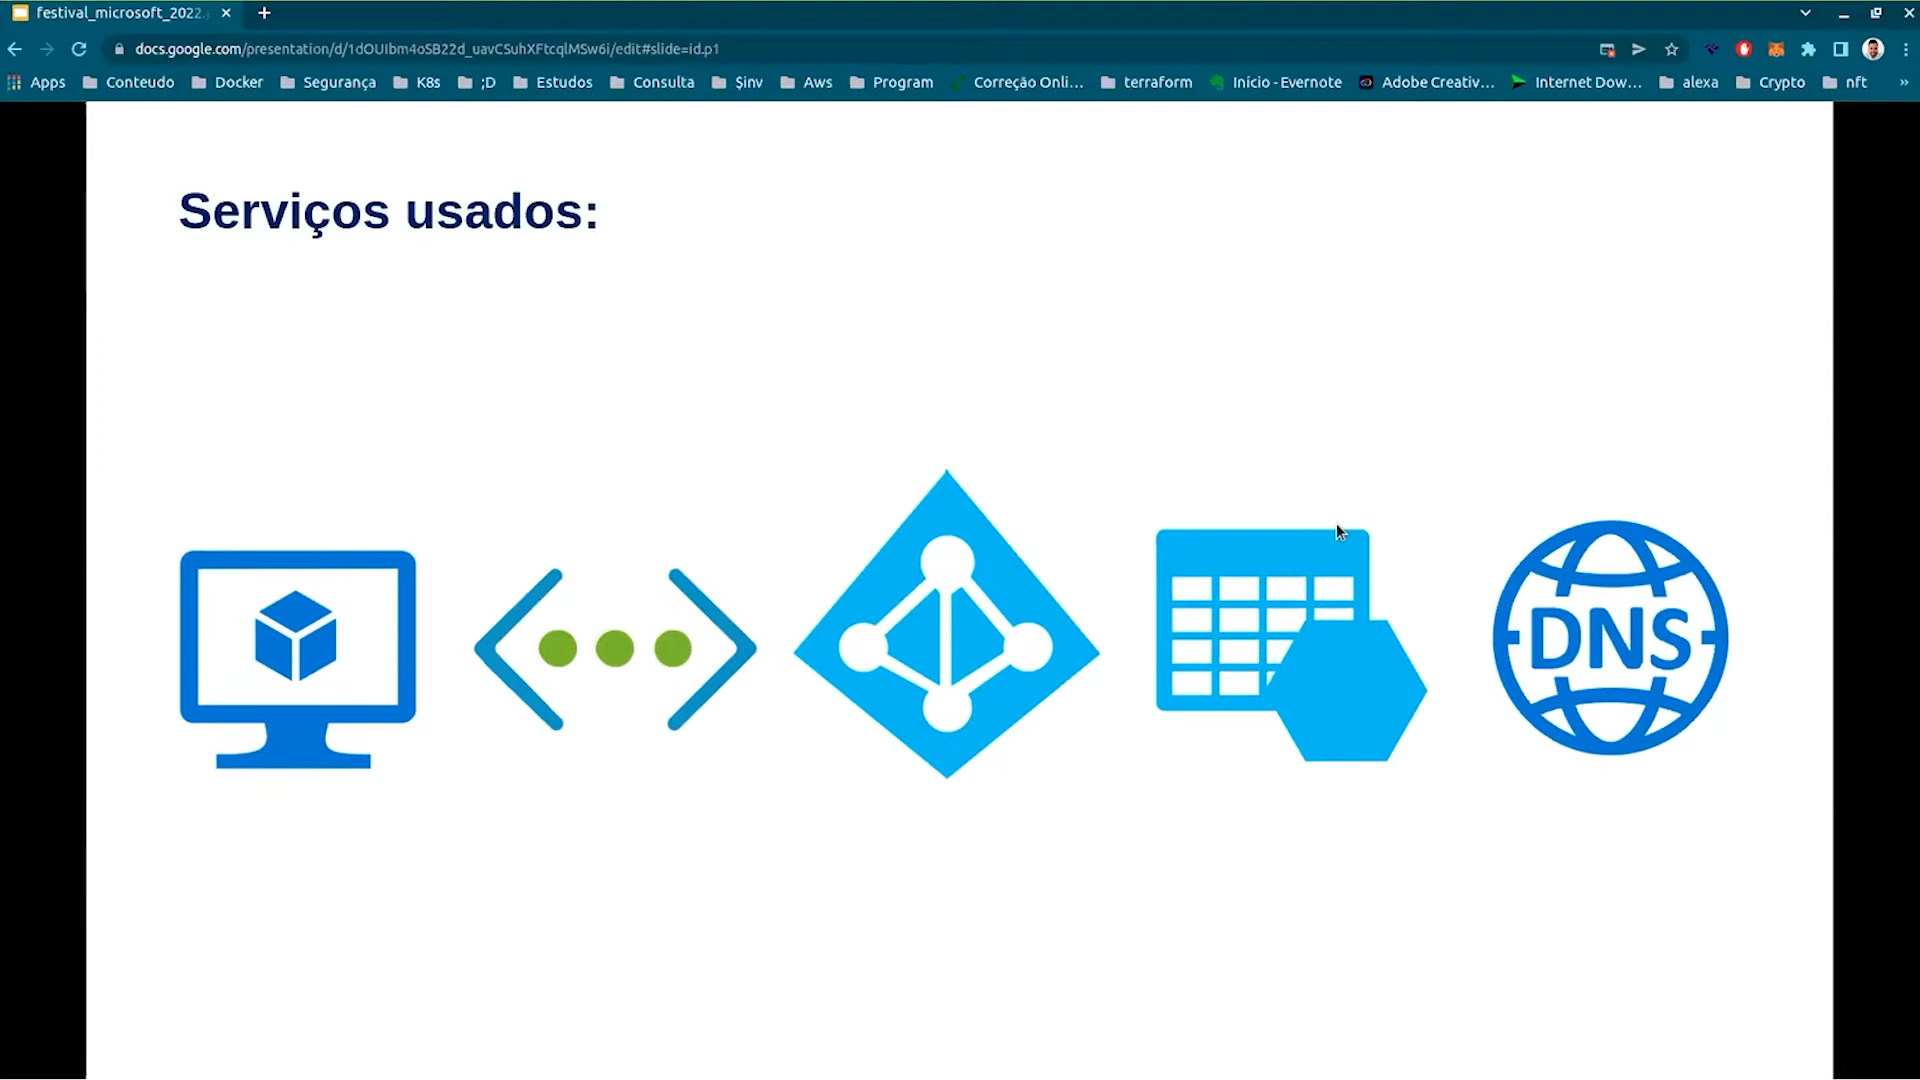 festival_microsoft_2022.
docs.google.com/presentation/d/1dOUIbm4oSB22d_uavCSuhXFtcqlMSw6i/edit#slide=id.p1
Apps Conteudo Docker Segurança K8s ;D Estudos Consulta $inv Aws Program Correção Onli... terraform Início - Evernote Adobe Creativ... Internet Dow... alexa Crypto nft »
Serviços usados:
DNS